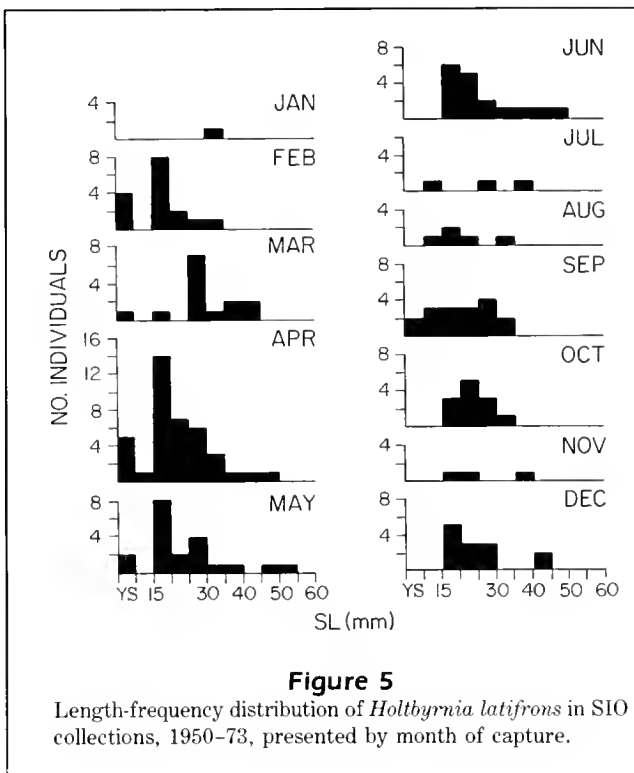 JAN
4
FEB
8
4
MAR
8
4
APR
16
12
8
4
MAY
8
4
YS 15 30 40 50 60
NO. INDIVIDUALS
JUN
8
4
JUL
4
AUG
4
SEP
8
4
OCT
8
4
NOV
4
DEC
8
4
YS 15 30 40 50 60
SL (mm)
Figure 5
Length-frequency distribution of Holtbyrnia latifrons in SIO
collections, 1950–73, presented by month of capture.